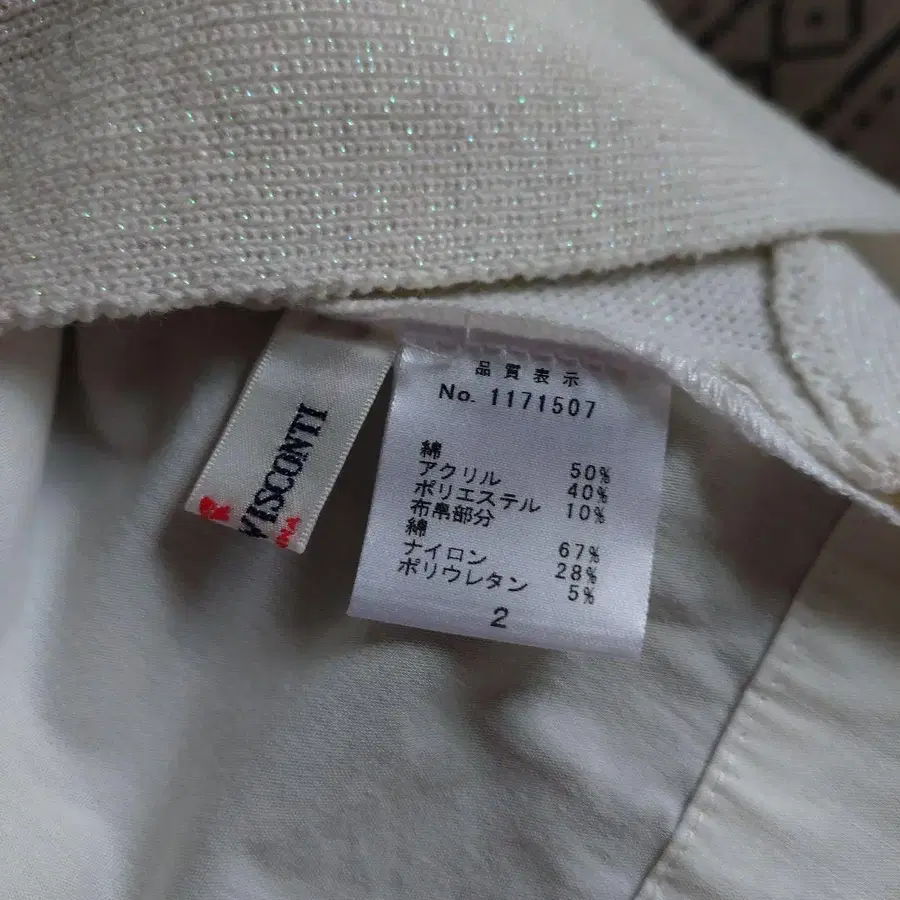 VISCONTI
品質表示
No. 1171507
綿 50%
アクリル 40%
ポリエステル 10%
布帛部分
綿 67%
ナイロン 28%
ポリウレタン 5%
2